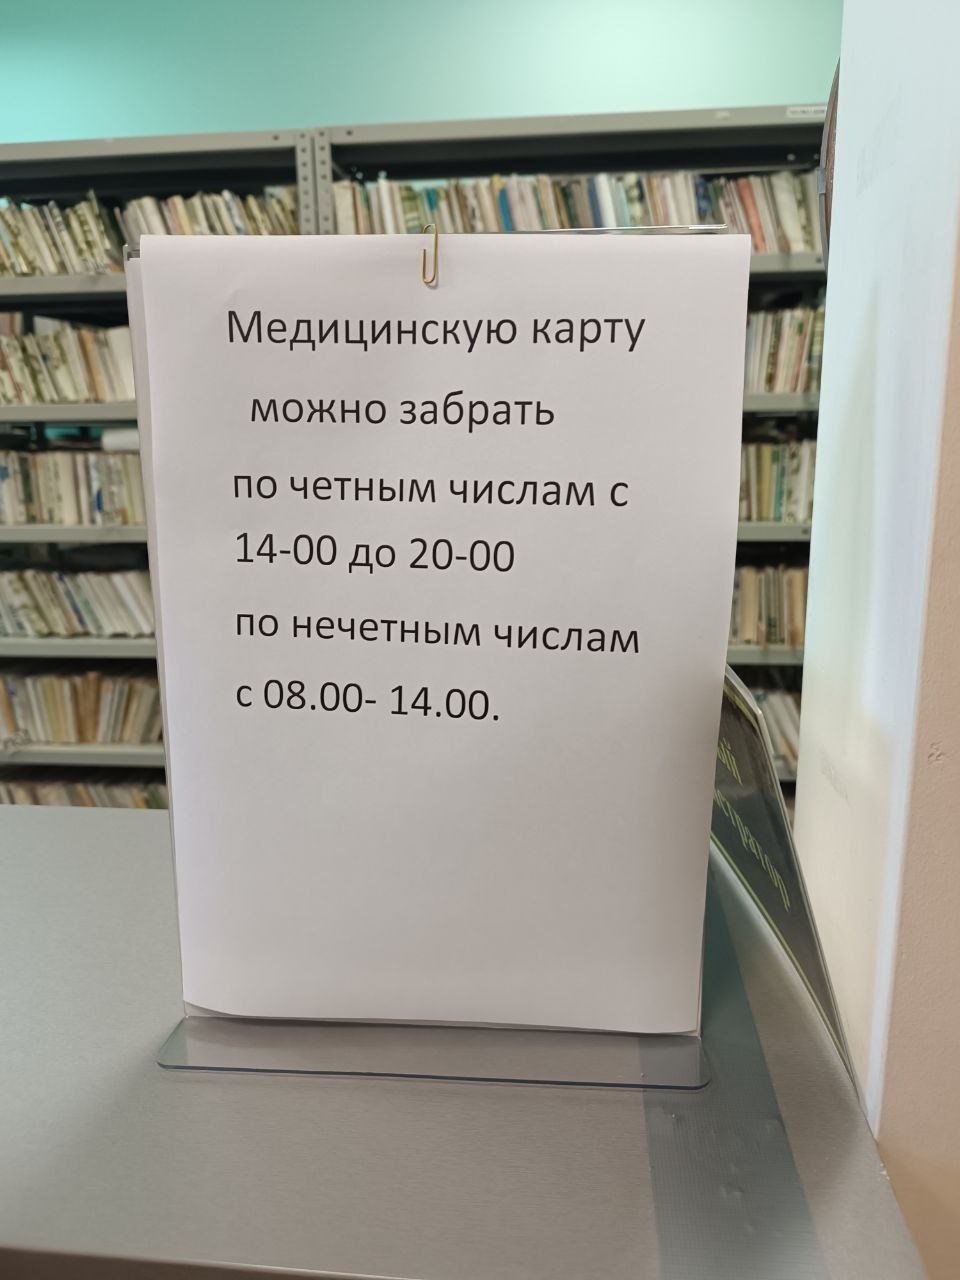 Медицинскую карту
можно забрать
по четным числам с
14-00 до 20-00
по нечетным числам
с 08.00- 14.00.